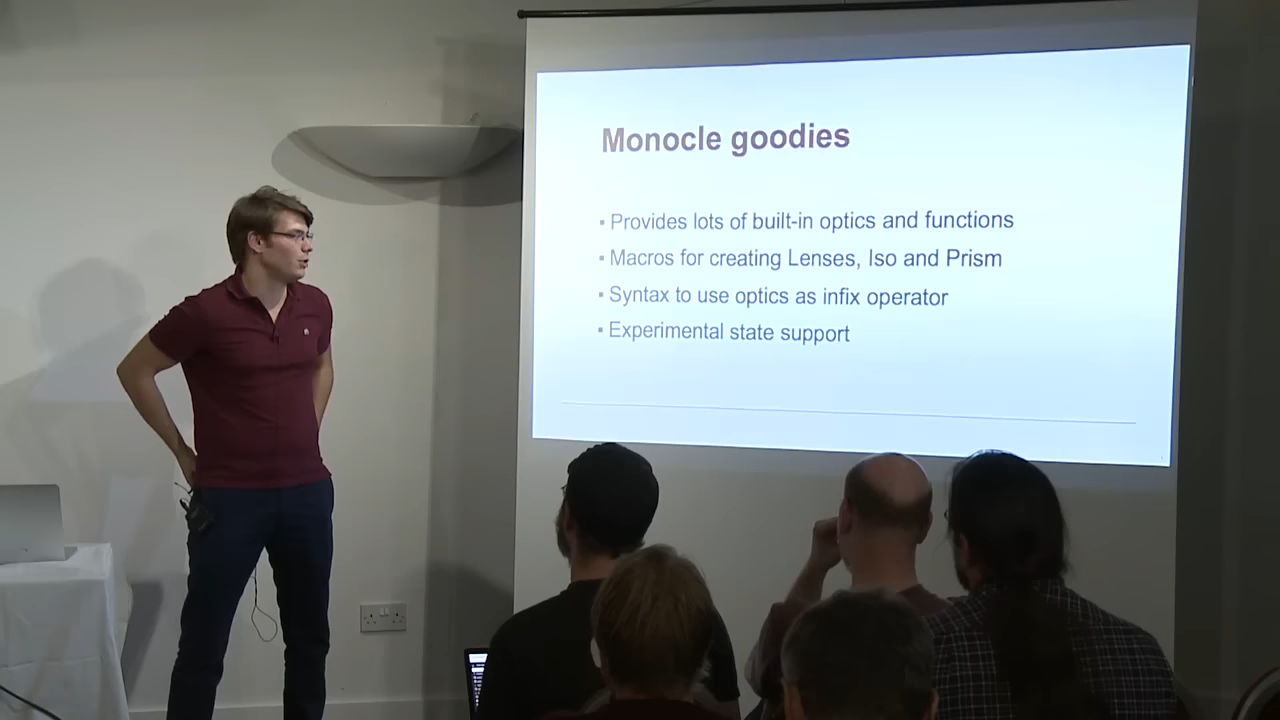 Monocle goodies
▪ Provides lots of built-in optics and functions
▪ Macros for creating Lenses, Iso and Prism
▪ Syntax to use optics as infix operator
▪ Experimental state support